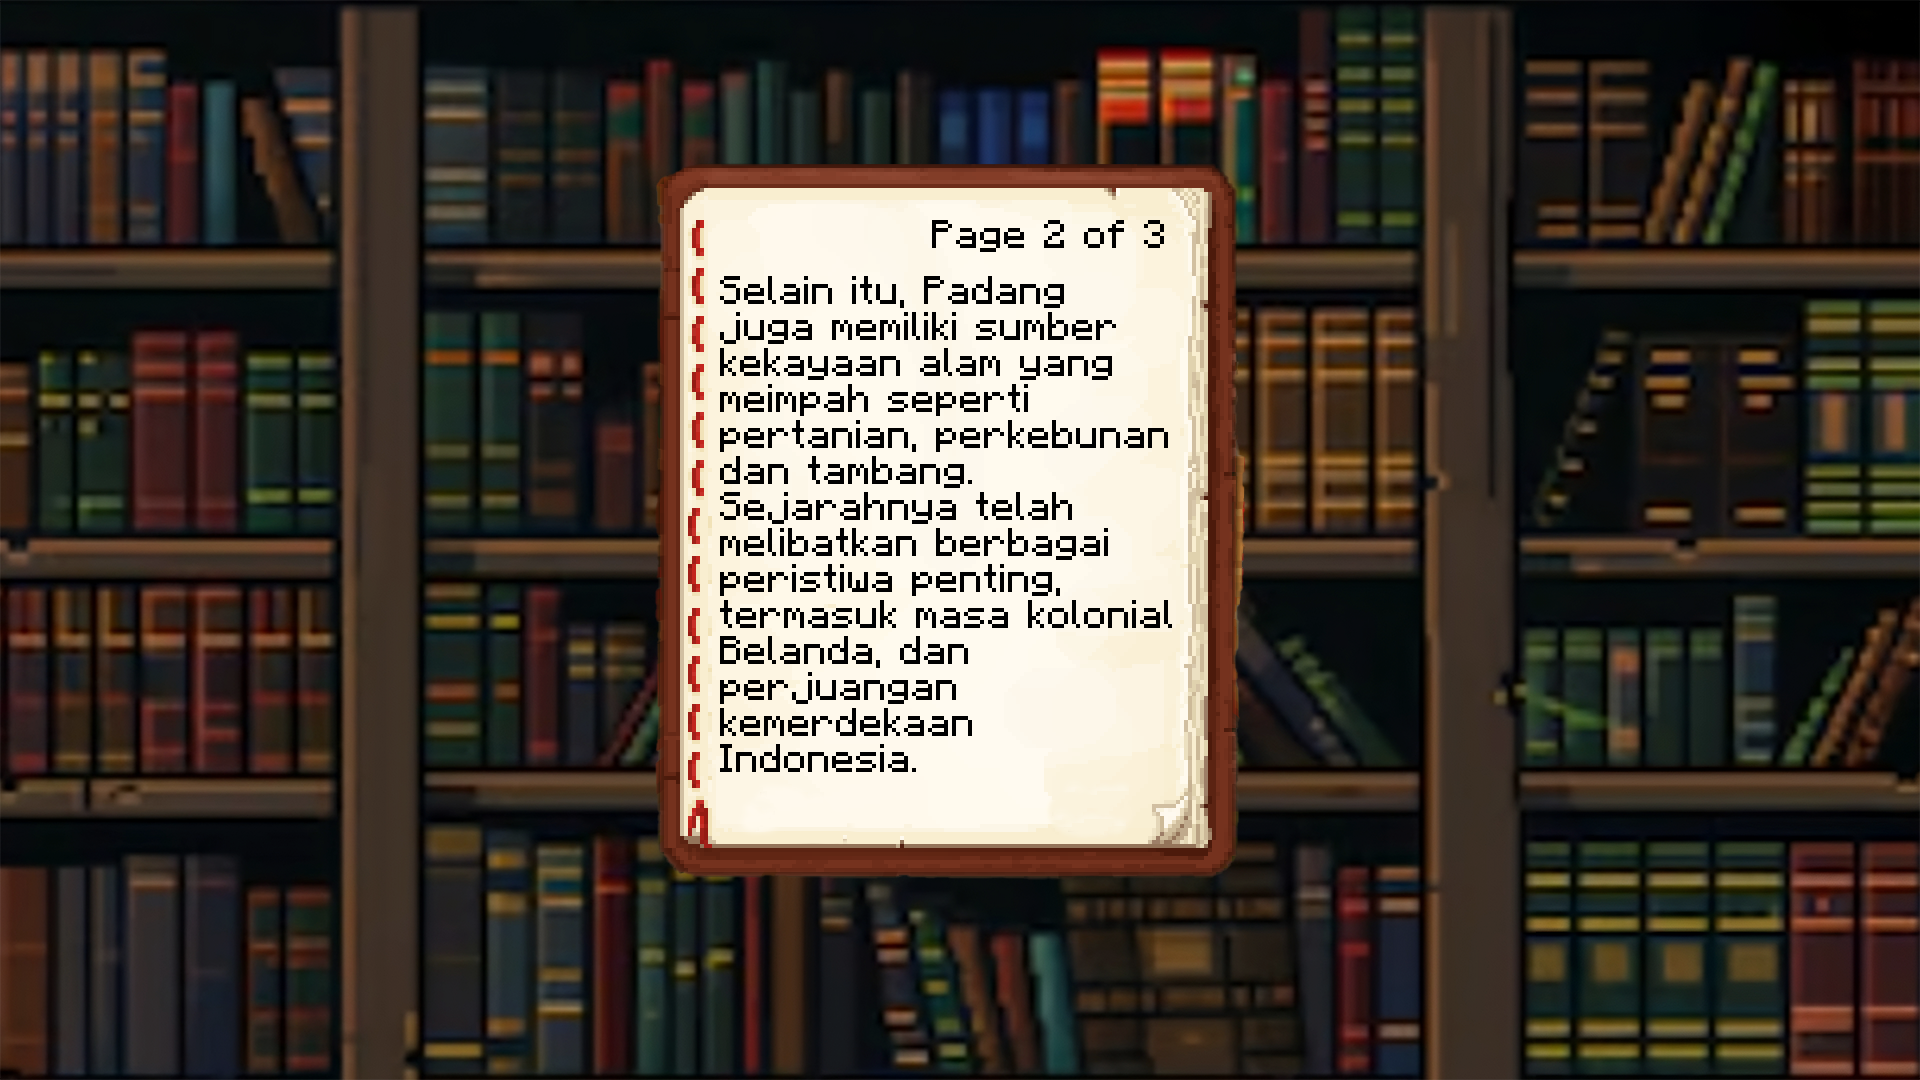 Page 2 of 3
Selain itu, Padang
juga memiliki sumber
kekayaan alam yang
meimpah seperti
pertanian, perkebunan
dan tambang.
Sejarahnya telah
melibatkan berbagai
peristiwa penting,
termasuk masa kolonial
Belanda, dan
perjuangan
kemerdekaan
Indonesia.